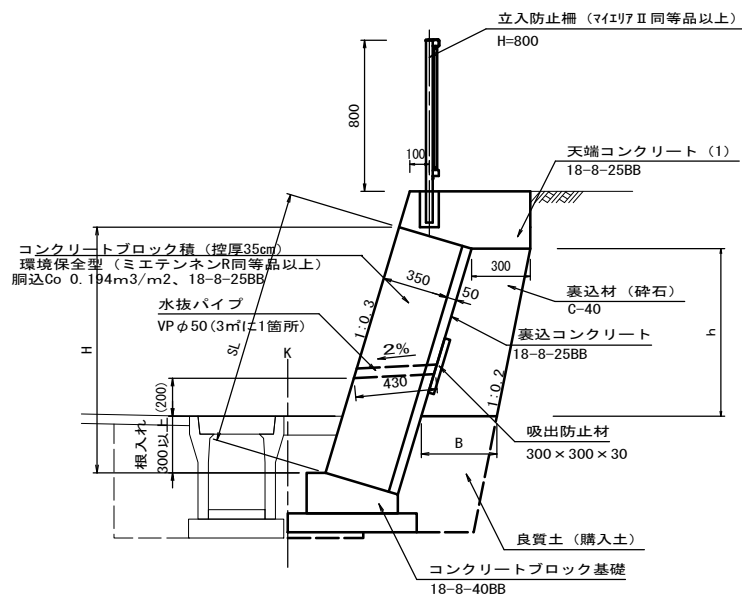 立入防止柵（ﾏｲｴﾘｱⅡ同等品以上）
H=800
800
100
天端コンクリート（1）
18-8-25BB
コンクリートブロック積（控厚35cm）
環境保全型（ミエテンネンR同等品以上）
胴込Co 0.194m3/m2、18-8-25BB
水抜パイプ
VPφ50(3㎡に1箇所)
350
50
300
裏込材（砕石）
C-40
裏込コンクリート
18-8-25BB
1:0.3
1:0.2
SL
H
h
K
2%
430
(200)
根入れ
300以上
B
吸出防止材
300×300×30
良質土（購入土）
コンクリートブロック基礎
18-8-40BB